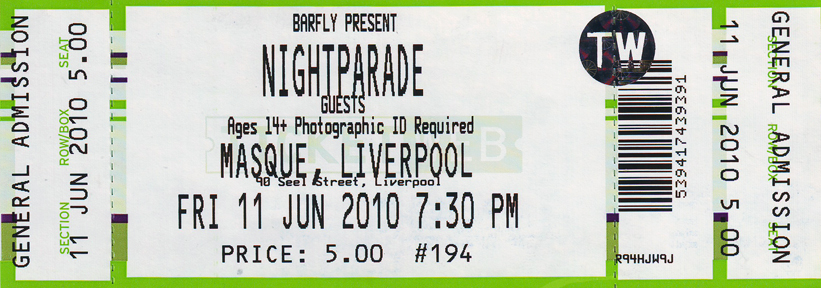 GENERAL ADMISSION
SECTION ROW/BOX SEAT
11 JUN 2010 5.00
BARFLY PRESENT
NIGHTPARADE
GUESTS
Ages 14+ Photographic ID Required
MASQUE, LIVERPOOL
90 Seel Street, Liverpool
FRI 11 JUN 2010 7:30 PM
PRICE: 5.00 #194
TW
539417439391
R94HJW9J
11 JUN 2010 5.00
SECTION ROW/BOX SEAT
GENERAL ADMISSION